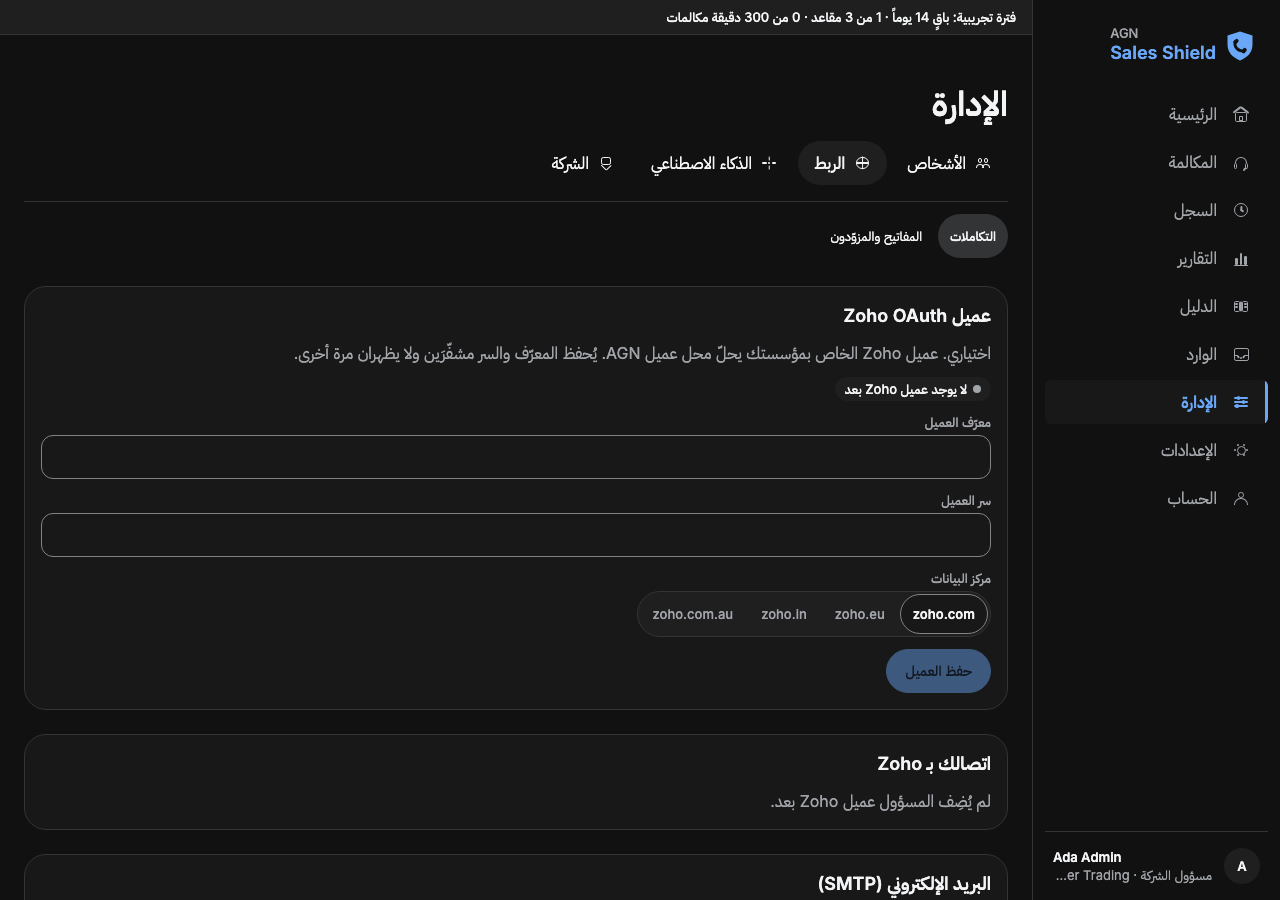 فترة تجريبية: باقٍ 14 يوماً · 1 من 3 مقاعد · 0 من 300 دقيقة مكالمات
AGN
Sales Shield
الرئيسية
المكالمة
السجل
التقارير
الدليل
الوارد
الإدارة
الإعدادات
الحساب
A
Ada Admin
مسؤول الشركة · er Trading...
الإدارة
الأشخاص
الربط
الذكاء الاصطناعي
الشركة
التكاملات
المفاتيح والمزوّدون
عميل Zoho OAuth
اختياري. عميل Zoho الخاص بمؤسستك يحلّ محل عميل AGN. يُحفظ المعرّف والسر مشفّرَين ولا يظهران مرة أخرى.
لا يوجد عميل Zoho بعد
معرّف العميل
سر العميل
مركز البيانات
zoho.com
zoho.eu
zoho.in
zoho.com.au
حفظ العميل
اتصالك بـ Zoho
لم يُضِف المسؤول عميل Zoho بعد.
البريد الإلكتروني (SMTP)